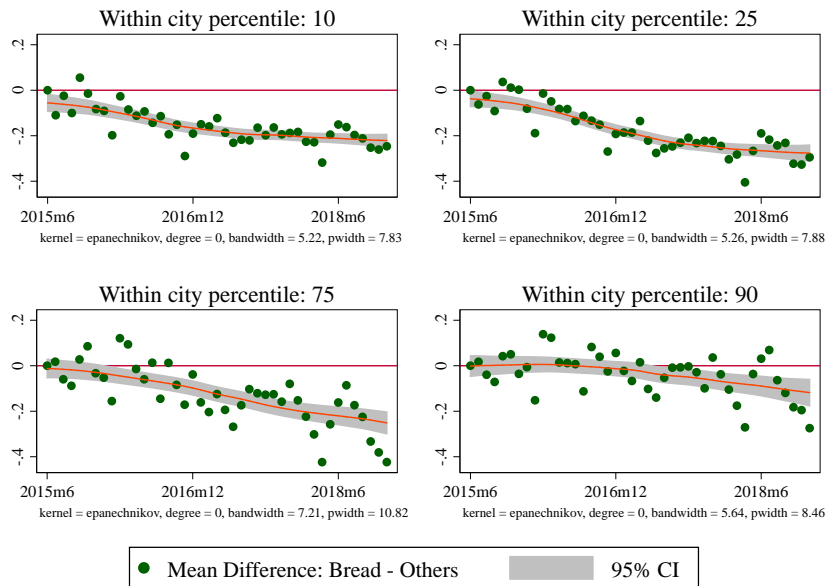 Within city percentile: 10
Within city percentile: 25
.2
0
-.2
-.4
2015m6
2016m12
2018m6
kernel = epanechnikov, degree = 0, bandwidth = 5.22, pwidth = 7.83
.2
0
-.2
-.4
2015m6
2016m12
2018m6
kernel = epanechnikov, degree = 0, bandwidth = 5.26, pwidth = 7.88
Within city percentile: 75
Within city percentile: 90
.2
0
-.2
-.4
2015m6
2016m12
2018m6
kernel = epanechnikov, degree = 0, bandwidth = 7.21, pwidth = 10.82
.2
0
-.2
-.4
2015m6
2016m12
2018m6
kernel = epanechnikov, degree = 0, bandwidth = 5.64, pwidth = 8.46
Mean Difference: Bread - Others
95% CI